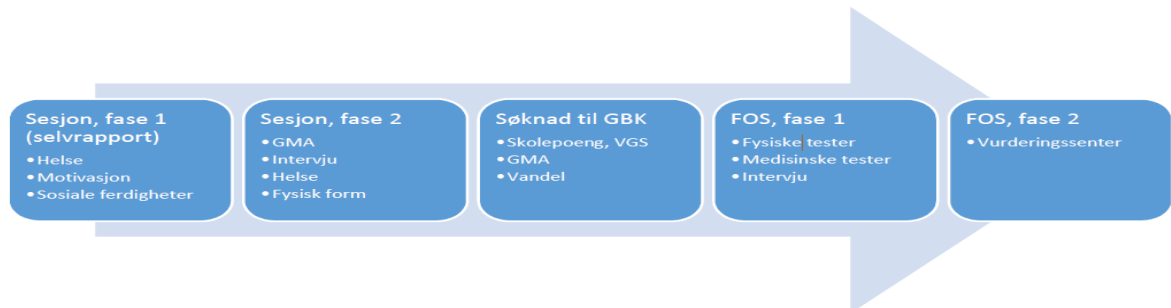 Sesjon, fase 1
(selvrapport)
•Helse
•Motivasjon
•Sosiale ferdigheter
Sesjon, fase 2
•GMA
•Intervju
•Helse
•Fysisk form
Søknad til GBK
•Skolepoeng, VGS
•GMA
•Vandel
FOS, fase 1
•Fysiske tester
•Medisinske tester
•Intervju
FOS, fase 2
•Vurderingssenter